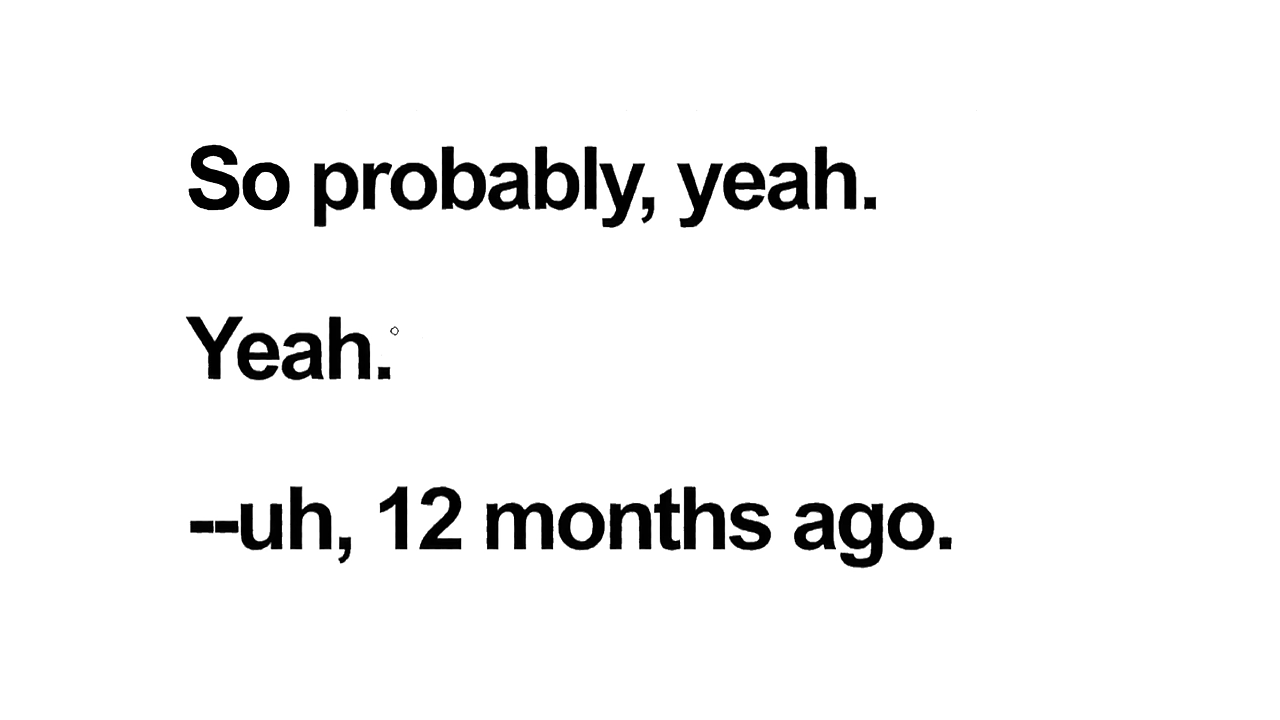 So probably, yeah.
Yeah.
--uh, 12 months ago.